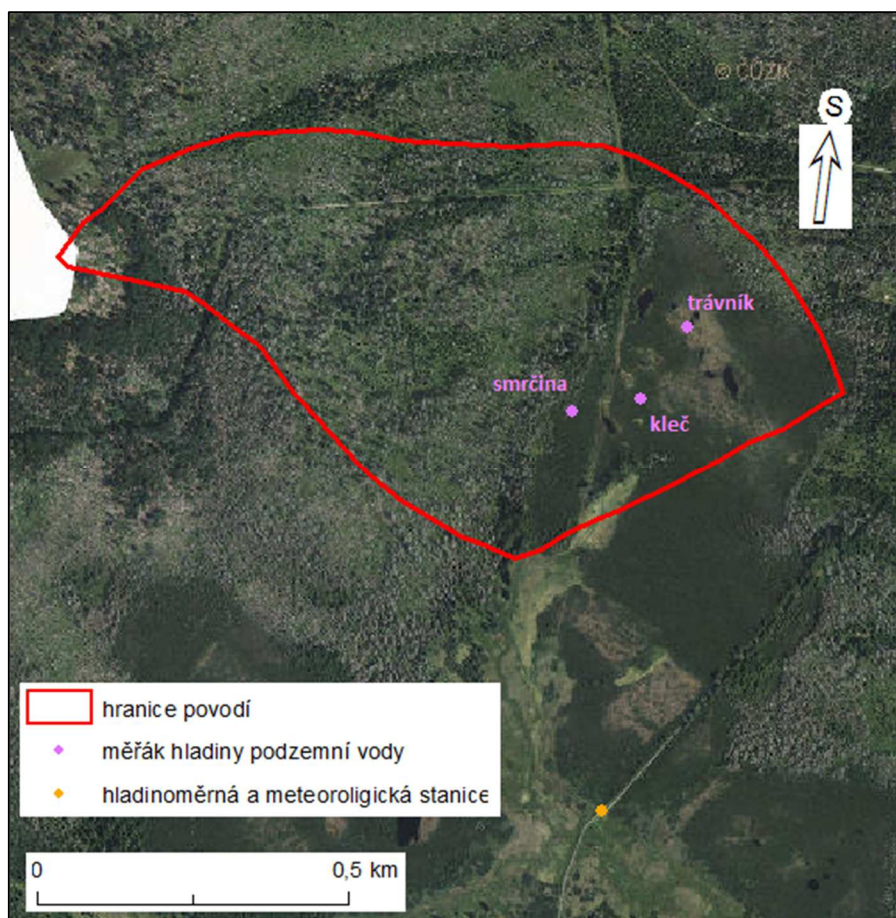 © ČÚZK
S
trávník
smrčina
kleč
hranice povodí
měřák hladiny podzemní vody
hladinoměrná a meteoroligická stanice
0
0,5 km